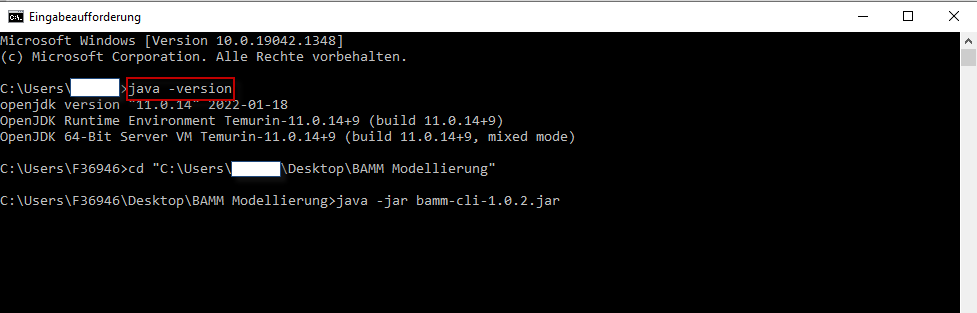 Eingabeaufforderung
Microsoft Windows [Version 10.0.19042.1348]
(c) Microsoft Corporation. Alle Rechte vorbehalten.
C:\Users\ >java -version
openjdk version "11.0.14" 2022-01-18
OpenJDK Runtime Environment Temurin-11.0.14+9 (build 11.0.14+9)
OpenJDK 64-Bit Server VM Temurin-11.0.14+9 (build 11.0.14+9, mixed mode)
C:\Users\F36946>cd "C:\Users\ \Desktop\BAMM Modellierung"
C:\Users\F36946\Desktop\BAMM Modellierung>java -jar bamm-cli-1.0.2.jar